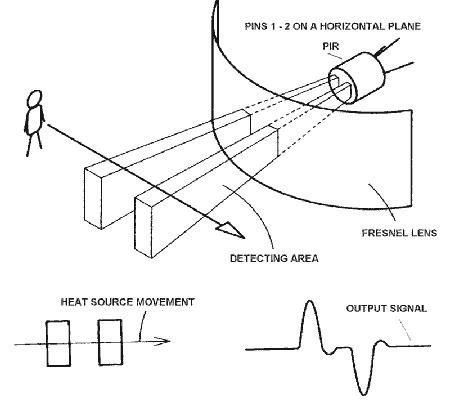 PINS 1 - 2 ON A HORIZONTAL PLANE
PIR
FRESNEL LENS
DETECTING AREA
HEAT SOURCE MOVEMENT
OUTPUT SIGNAL